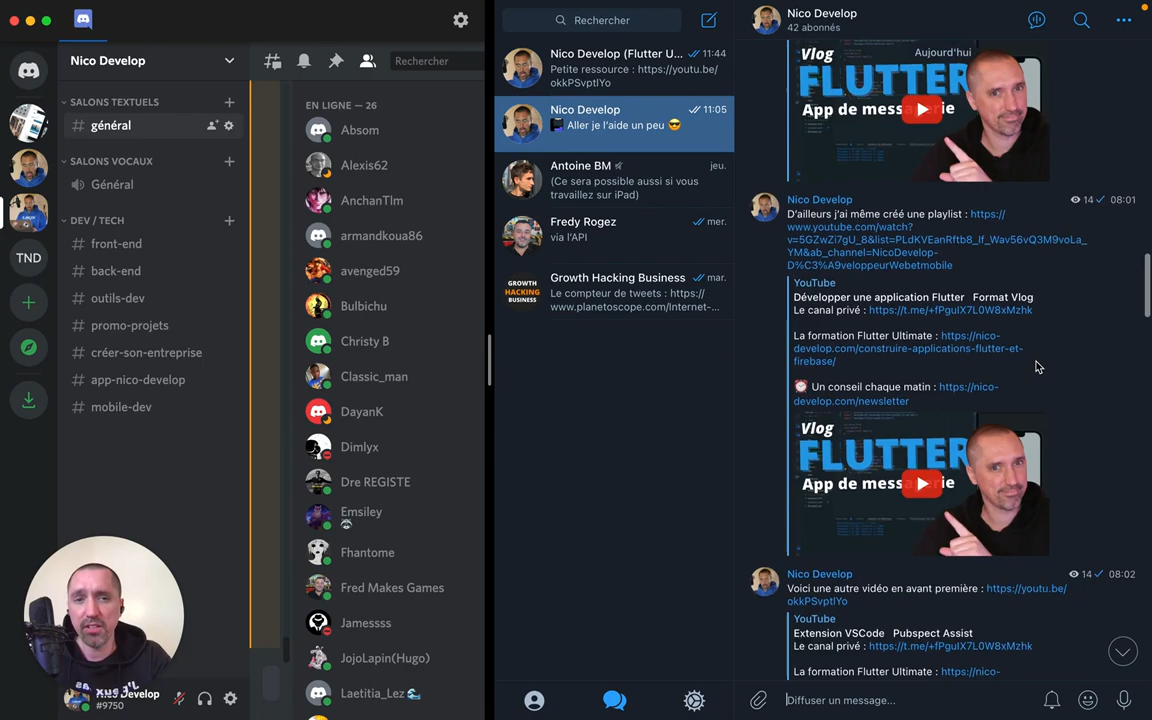 Nico Develop
SALONS TEXTUELS
général
SALONS VOCAUX
Général
DEV / TECH
front-end
back-end
outils-dev
promo-projets
créer-son-entreprise
app-nico-develop
mobile-dev
TND
Nico Develop
#9750
Rechercher
EN LIGNE — 26
Absom
Alexis62
AnchanTlm
armandkoua86
avenged59
Bulbichu
Christy B
Classic_man
DayanK
Dimlyx
Dre REGISTE
Emsiley
Fhantome
Fred Makes Games
Jamessss
JojoLapin(Hugo)
Laetitia_Lez
Rechercher
Nico Develop (Flutter U... 11:44
Petite ressource : https://youtu.be/
okkPSvptlYo
Nico Develop 11:05
Aller je l'aide un peu 😎
Antoine BM jeu.
(Ce sera possible aussi si vous
travaillez sur iPad)
Fredy Rogez mer.
via l'API
GROWTH
HACKING
BUSINESS
Growth Hacking Business mar.
Le compteur de tweets : https://
www.planetoscope.com/Internet-...
Nico Develop
42 abonnés
Aujourd'hui
Vlog
FLUTTER
App de messagerie
Nico Develop 14 08:01
D'ailleurs j'ai même créé une playlist : https://
www.youtube.com/watch?
v=5GZwZi7gU_8&list=PLdKVEanRftb8_lf_Wav56vQ3M9voLa_
YM&ab_channel=NicoDevelop-
D%C3%A9veloppeurWebetmobile
YouTube
Développer une application Flutter Format Vlog
Le canal privé : https://t.me/+fPguIX7L0W8xMzhk
La formation Flutter Ultimate : https://nico-
develop.com/construire-applications-flutter-et-
firebase/
⏰ Un conseil chaque matin : https://nico-
develop.com/newsletter
Vlog
FLUTTER
App de messagerie
Nico Develop 14 08:02
Voici une autre vidéo en avant première : https://youtu.be/
okkPSvptlYo
YouTube
Extension VSCode Pubspect Assist
Le canal privé : https://t.me/+fPguIX7L0W8xMzhk
La formation Flutter Ultimate : https://nico-
Diffuser un message...